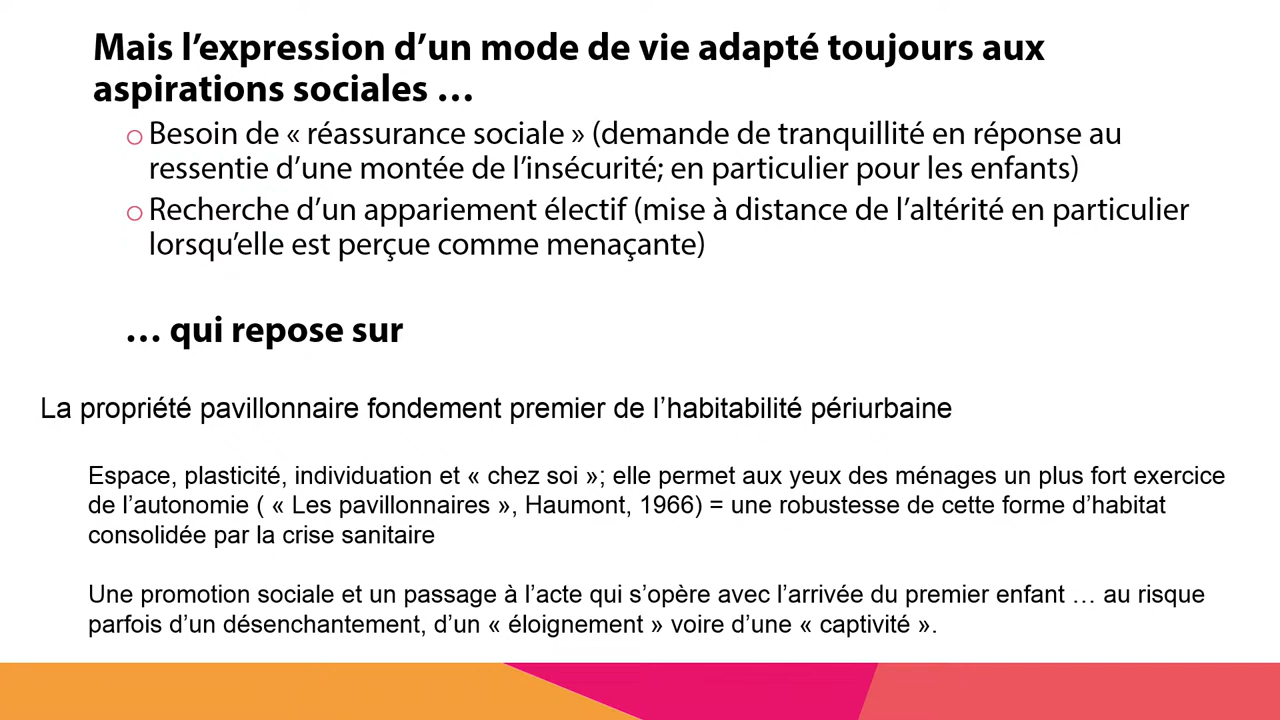 Mais l’expression d’un mode de vie adapté toujours aux
aspirations sociales …
Besoin de « réassurance sociale » (demande de tranquillité en réponse au
ressentie d’une montée de l’insécurité; en particulier pour les enfants)
Recherche d’un appariement électif (mise à distance de l’altérité en particulier
lorsqu’elle est perçue comme menaçante)
… qui repose sur
La propriété pavillonnaire fondement premier de l’habitabilité périurbaine
Espace, plasticité, individuation et « chez soi »; elle permet aux yeux des ménages un plus fort exercice
de l’autonomie ( « Les pavillonnaires », Haumont, 1966) = une robustesse de cette forme d’habitat
consolidée par la crise sanitaire
Une promotion sociale et un passage à l’acte qui s’opère avec l’arrivée du premier enfant … au risque
parfois d’un désenchantement, d’un « éloignement » voire d’une « captivité ».